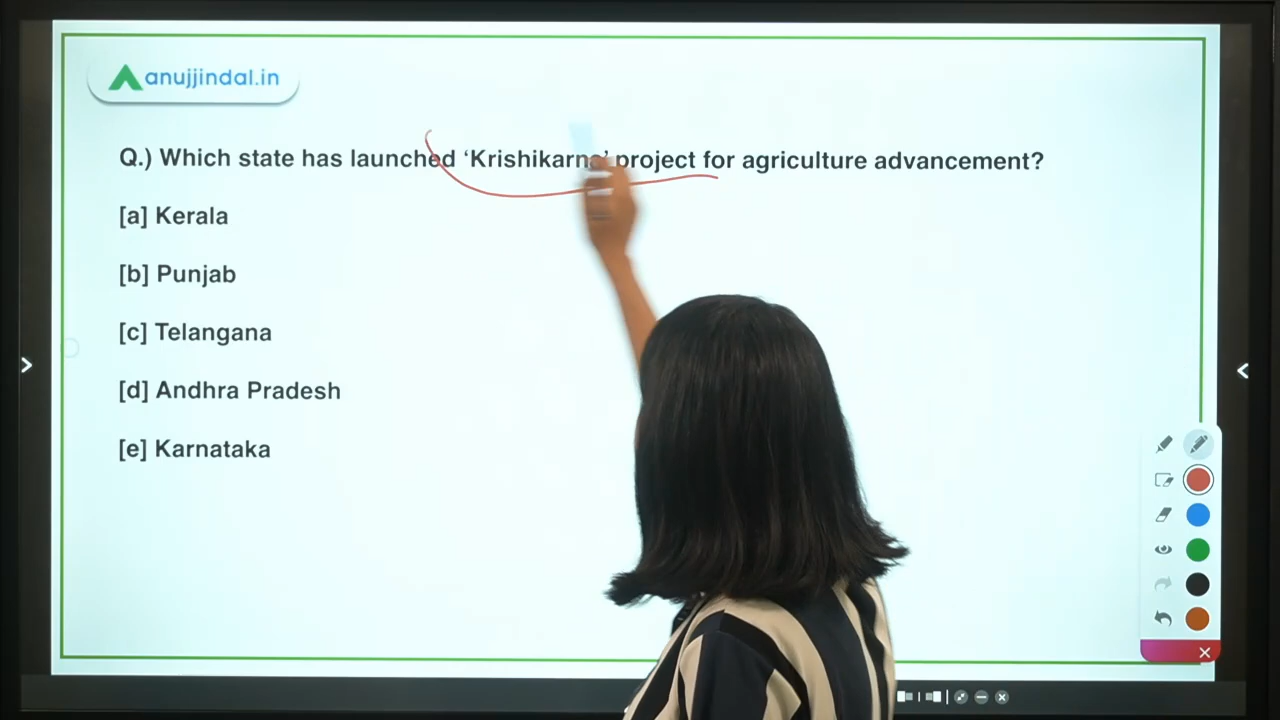 anujjindal.in
Q.) Which state has launched ‘Krishikarna’ project for agriculture advancement?
[a] Kerala
[b] Punjab
[c] Telangana
[d] Andhra Pradesh
[e] Karnataka